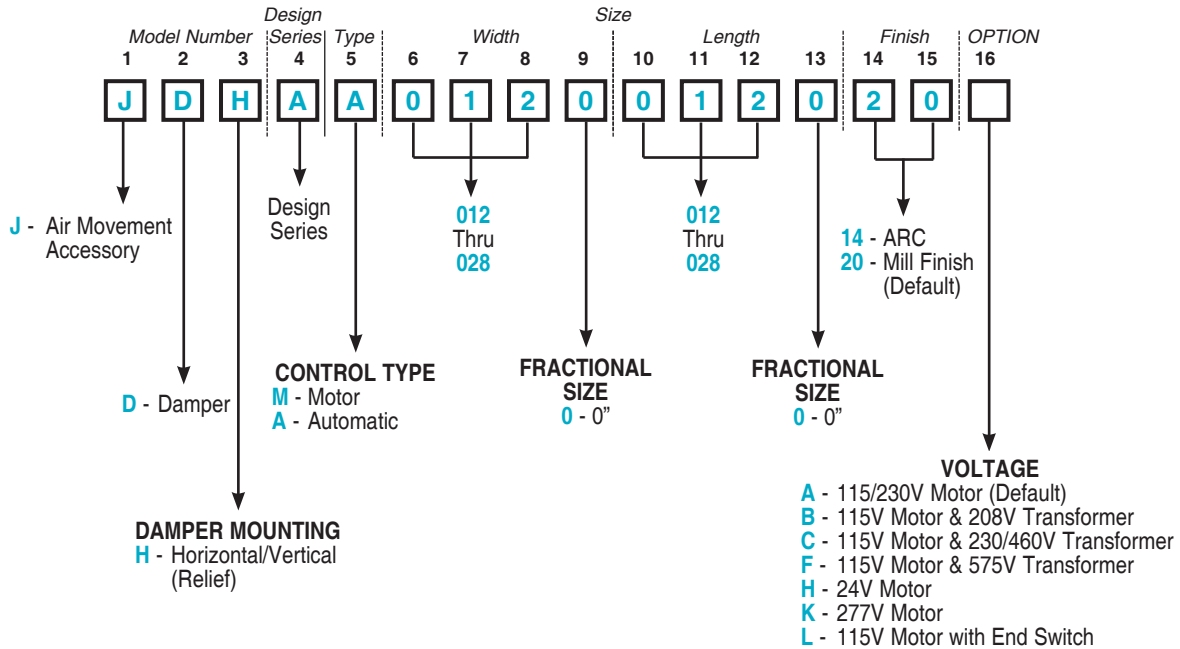 Design Size
Model Number Series Type Width Length Finish OPTION
1 2 3 4 5 6 7 8 9 10 11 12 13 14 15 16
J D H A A 0 1 2 0 0 1 2 0 2 0
J - Air Movement
Accessory
Design
Series
012
Thru
028
012
Thru
028
14 - ARC
20 - Mill Finish
(Default)
D - Damper
CONTROL TYPE
M - Motor
A - Automatic
FRACTIONAL
SIZE
0 - 0”
FRACTIONAL
SIZE
0 - 0”
DAMPER MOUNTING
H - Horizontal/Vertical
(Relief)
VOLTAGE
A - 115/230V Motor (Default)
B - 115V Motor & 208V Transformer
C - 115V Motor & 230/460V Transformer
F - 115V Motor & 575V Transformer
H - 24V Motor
K - 277V Motor
L - 115V Motor with End Switch